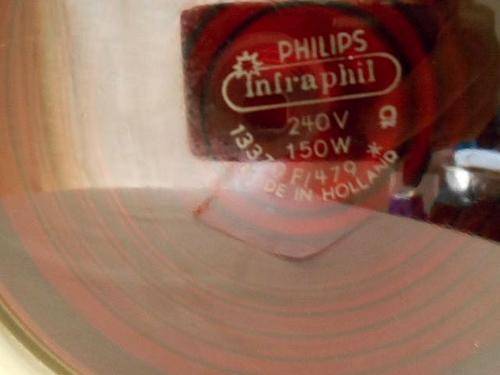 PHILIPS
Infraphil
240V
150W
F/479
DE IN HOLLAND